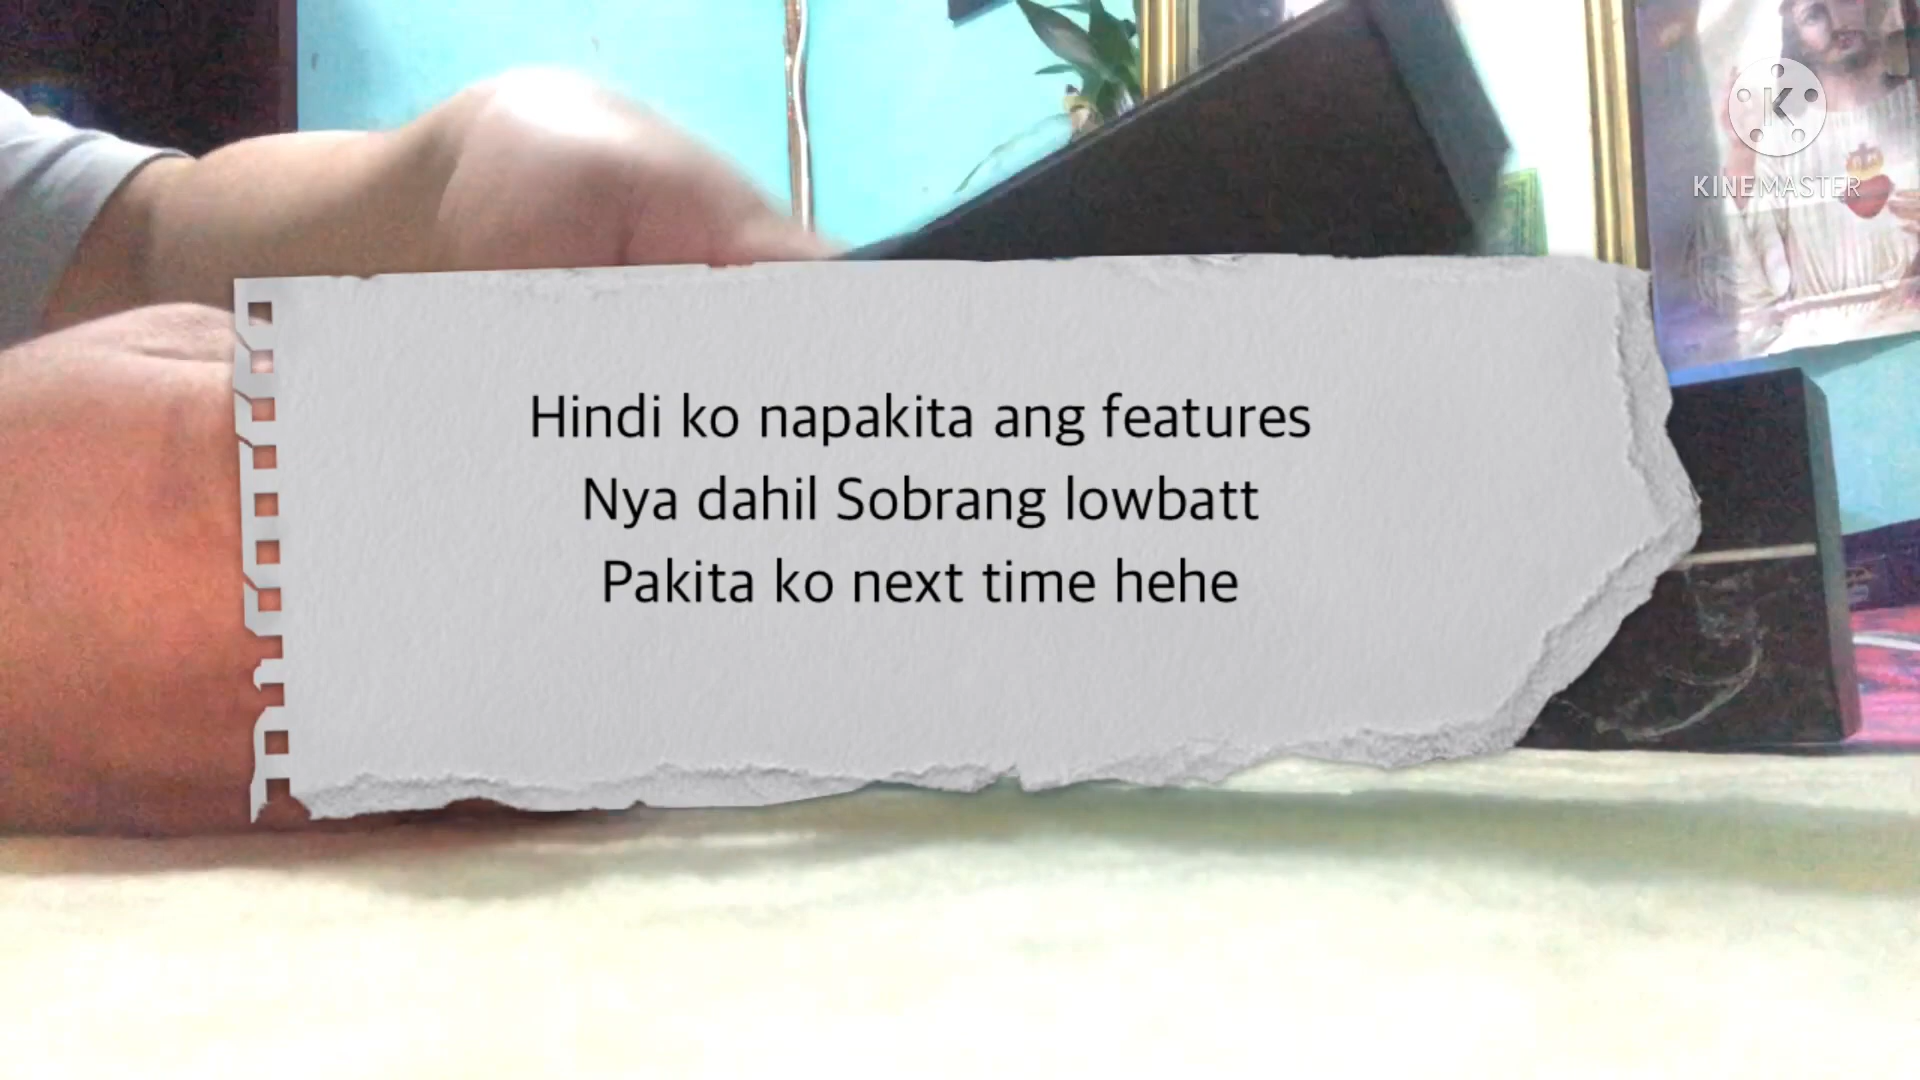 KINEMASTER
Hindi ko napakita ang features
Nya dahil Sobrang lowbatt
Pakita ko next time hehe